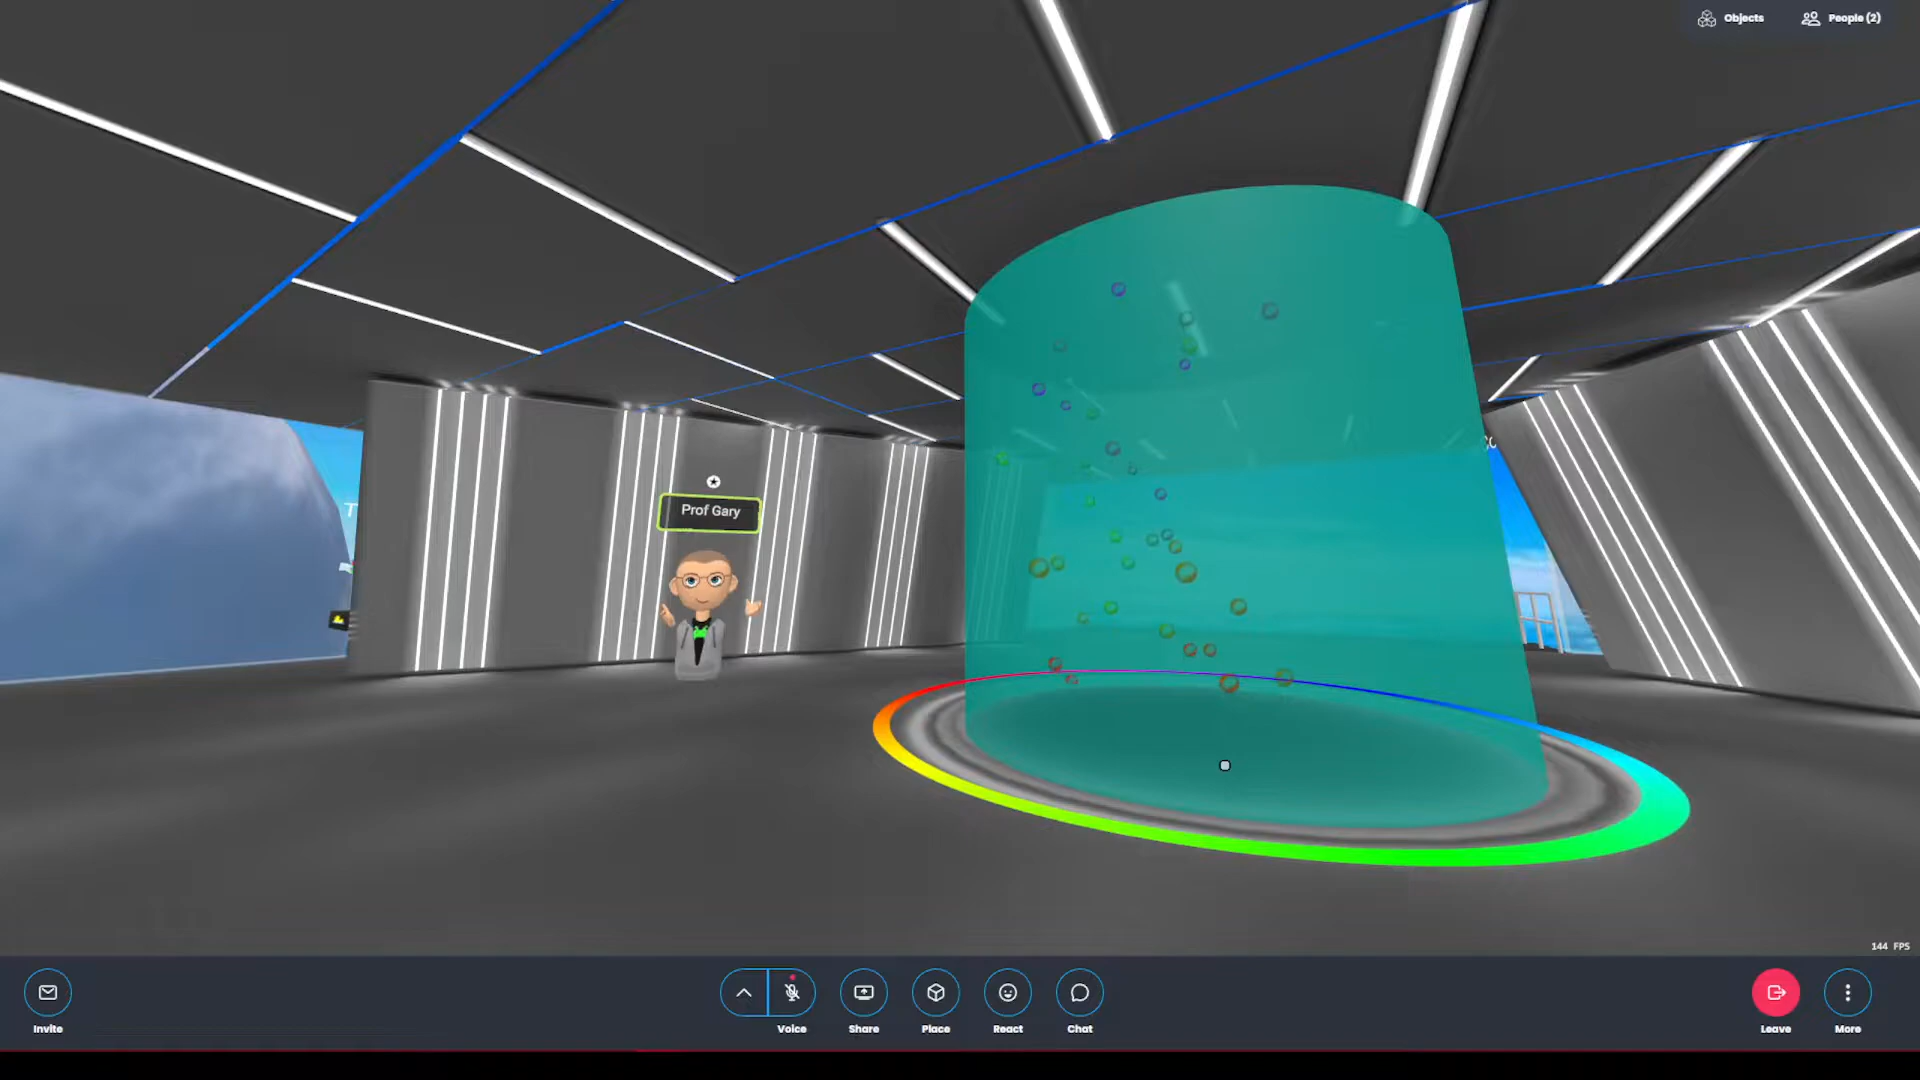 Objects
People (2)
Prof Gary
144 FPS
Invite
Voice
Share
Place
React
Chat
Leave
More